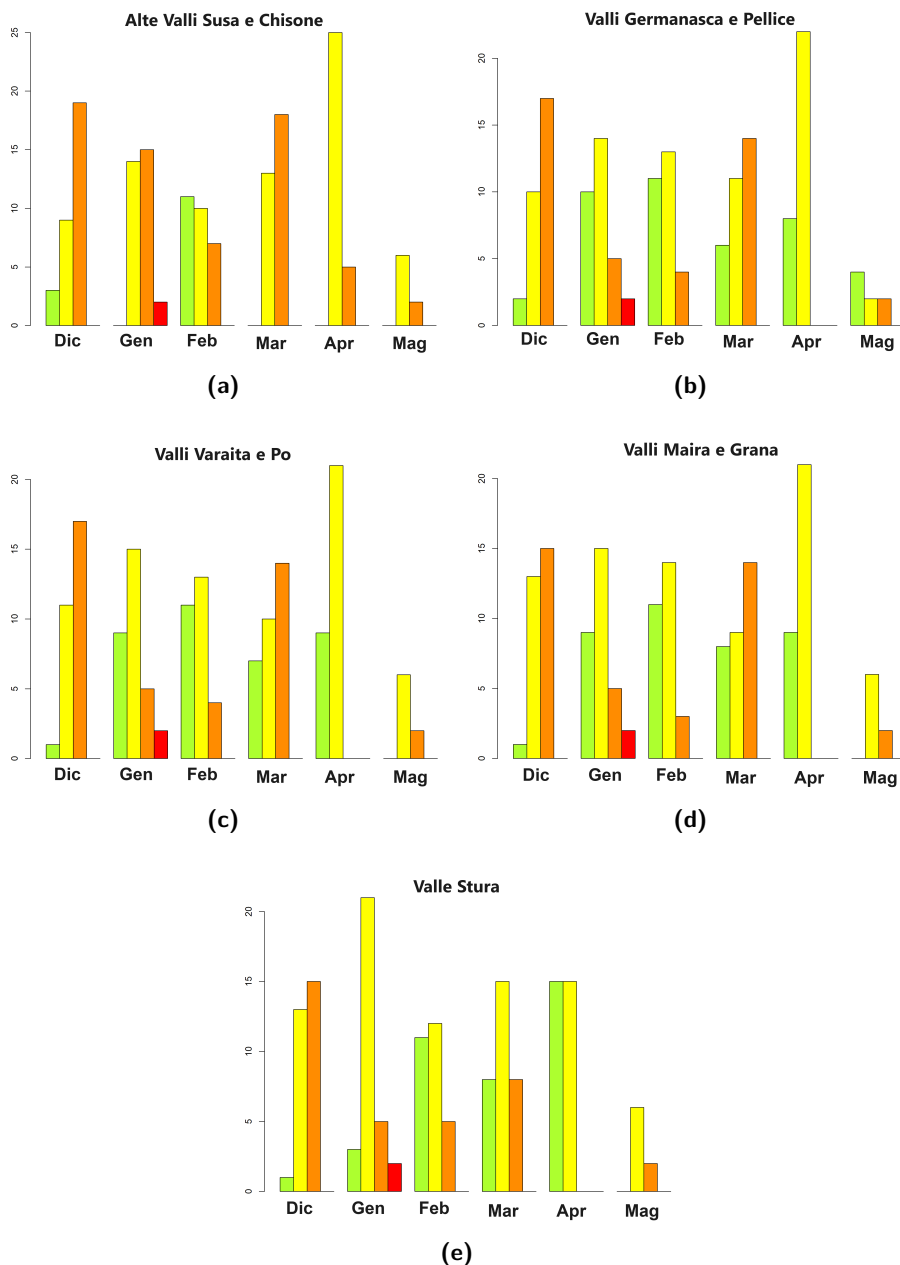 Alte Valli Susa e Chisone
25
20
15
10
5
0
Dic Gen Feb Mar Apr Mag
(a)
Valli Germanasca e Pellice
20
15
10
5
0
Dic Gen Feb Mar Apr Mag
(b)
Valli Varaita e Po
20
15
10
5
0
Dic Gen Feb Mar Apr Mag
(c)
Valli Maira e Grana
20
15
10
5
0
Dic Gen Feb Mar Apr Mag
(d)
Valle Stura
20
15
10
5
0
Dic Gen Feb Mar Apr Mag
(e)